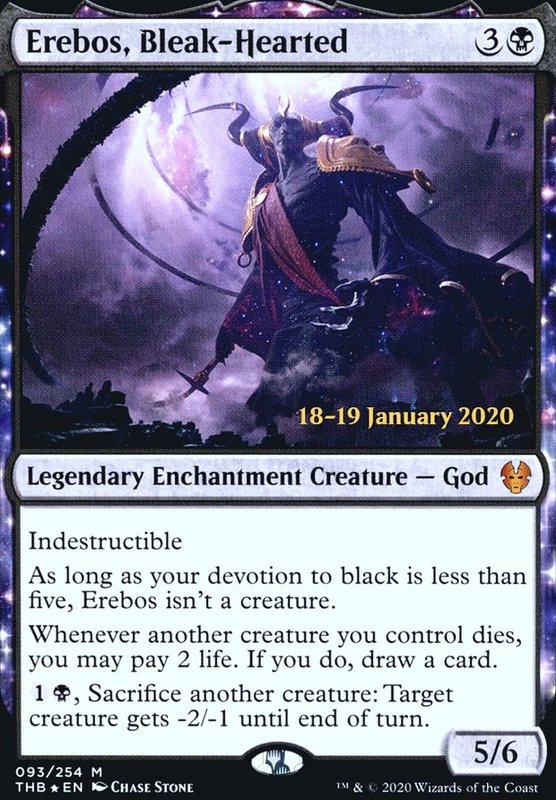 Erebos, Bleak-Hearted 3
18-19 January 2020
Legendary Enchantment Creature — God
Indestructible
As long as your devotion to black is less than
five, Erebos isn't a creature.
Whenever another creature you control dies,
you may pay 2 life. If you do, draw a card.
1 , Sacrifice another creature: Target
creature gets -2/-1 until end of turn.
5/6
093/254 M
THB ★ EN Chase Stone
™ & © 2020 Wizards of the Coast